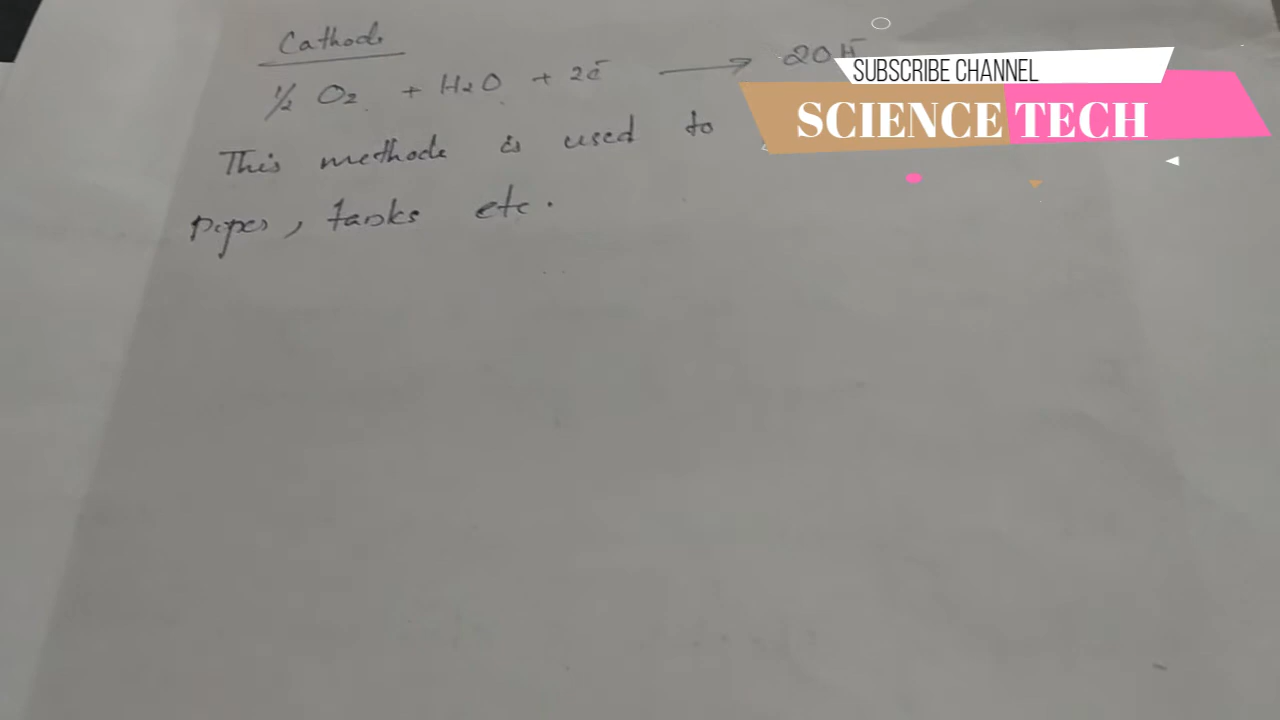 Cathode
½ O₂ + H₂O + 2e⁻ ⟶ 2OH⁻
SUBSCRIBE CHANNEL
SCIENCE TECH
This methode is used to
pipes, tanks etc.